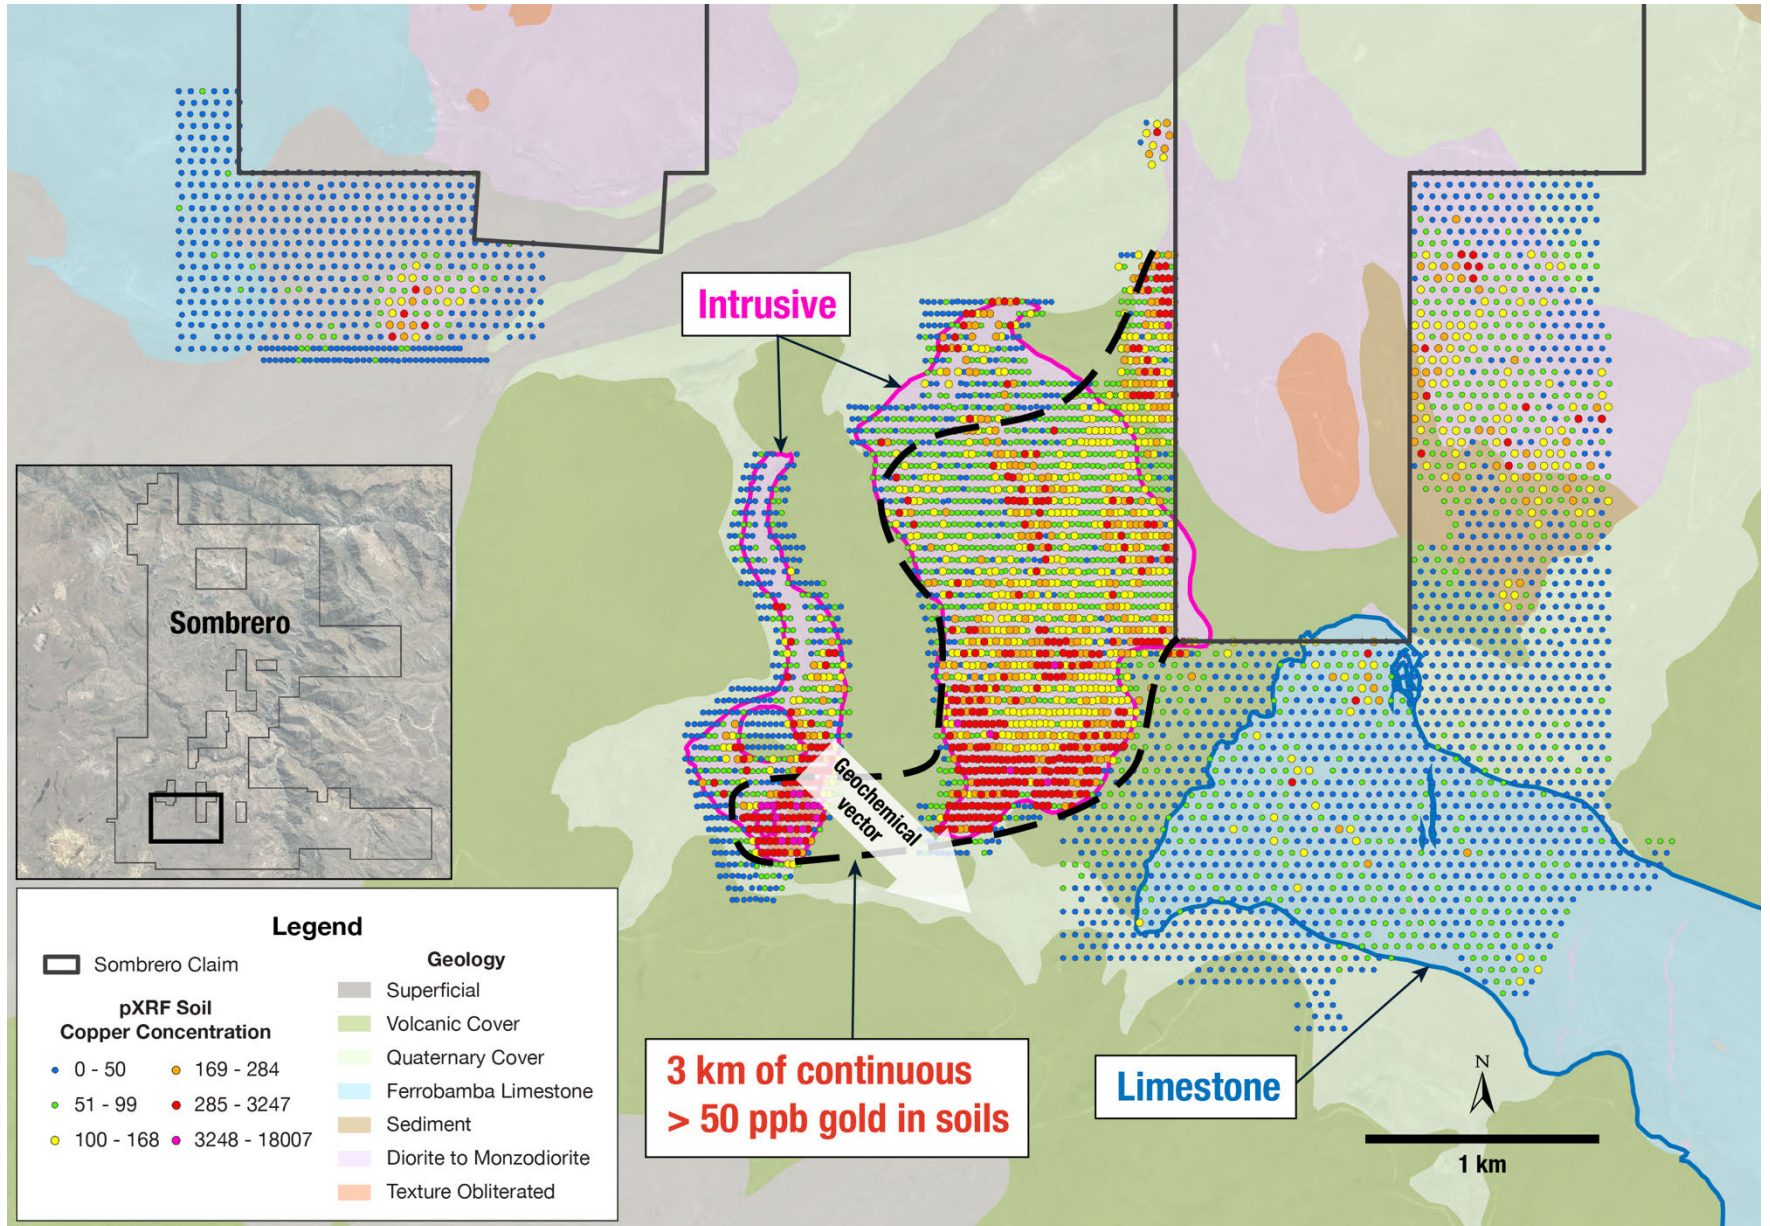 Intrusive
Sombrero
Geochemical
vector
Legend
Sombrero Claim
pXRF Soil
Copper Concentration
0 - 50
51 - 99
100 - 168
169 - 284
285 - 3247
3248 - 18007
Geology
Superficial
Volcanic Cover
Quaternary Cover
Ferrobamba Limestone
Sediment
Diorite to Monzodiorite
Texture Obliterated
3 km of continuous
> 50 ppb gold in soils
Limestone
N
1 km